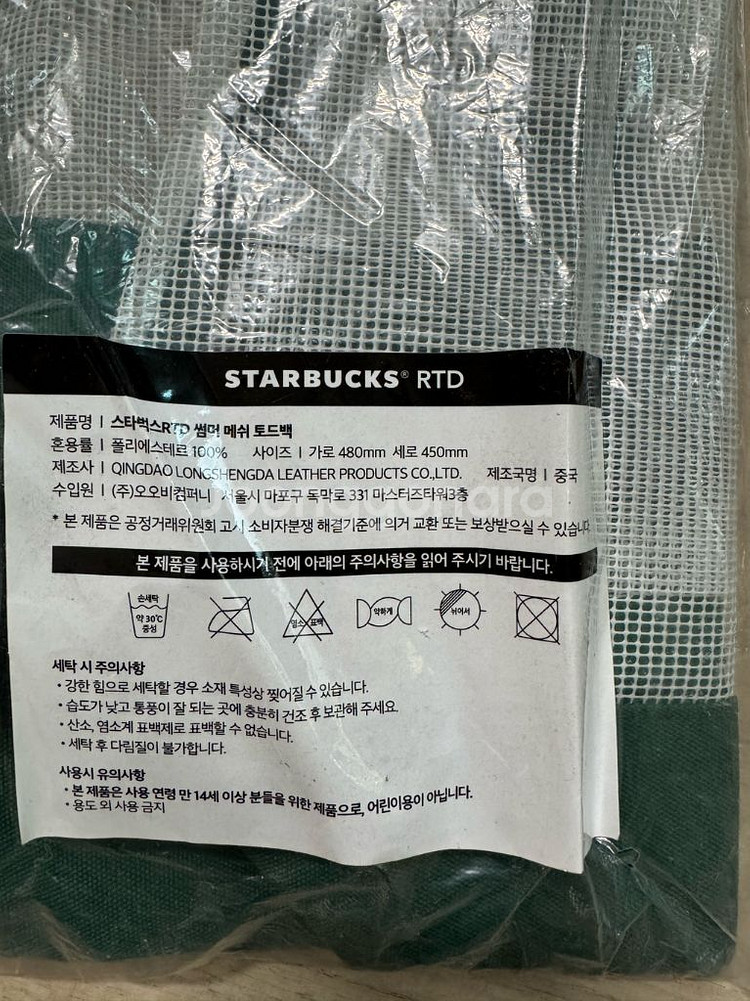 STARBUCKS® RTD
제품명 | 스타벅스RTD 썸머 메쉬 토드백
혼용률 | 폴리에스테르 100% 사이즈 | 가로 480mm 세로 450mm
제조사 | QINGDAO LONGSHENGDA LEATHER PRODUCTS CO.,LTD. 제조국명 | 중국
수입원 | (주)오오비컴퍼니 서울시 마포구 독막로 331 마스터즈타워3층
* 본 제품은 공정거래위원회 고시 소비자분쟁 해결기준에 의거 교환 또는 보상받으실 수 있습니다
본 제품을 사용하시기 전에 아래의 주의사항을 읽어 주시기 바랍니다.
손세탁 약 30℃ 중성 염소 표백 약하게 뉘어서
세탁 시 주의사항
• 강한 힘으로 세탁할 경우 소재 특성상 찢어질 수 있습니다.
• 습도가 낮고 통풍이 잘 되는 곳에 충분히 건조 후 보관해 주세요.
• 산소, 염소계 표백제로 표백할 수 없습니다.
• 세탁 후 다림질이 불가합니다.
사용시 유의사항
• 본 제품은 사용 연령 만 14세 이상 분들을 위한 제품으로, 어린이용이 아닙니다.
• 용도 외 사용 금지